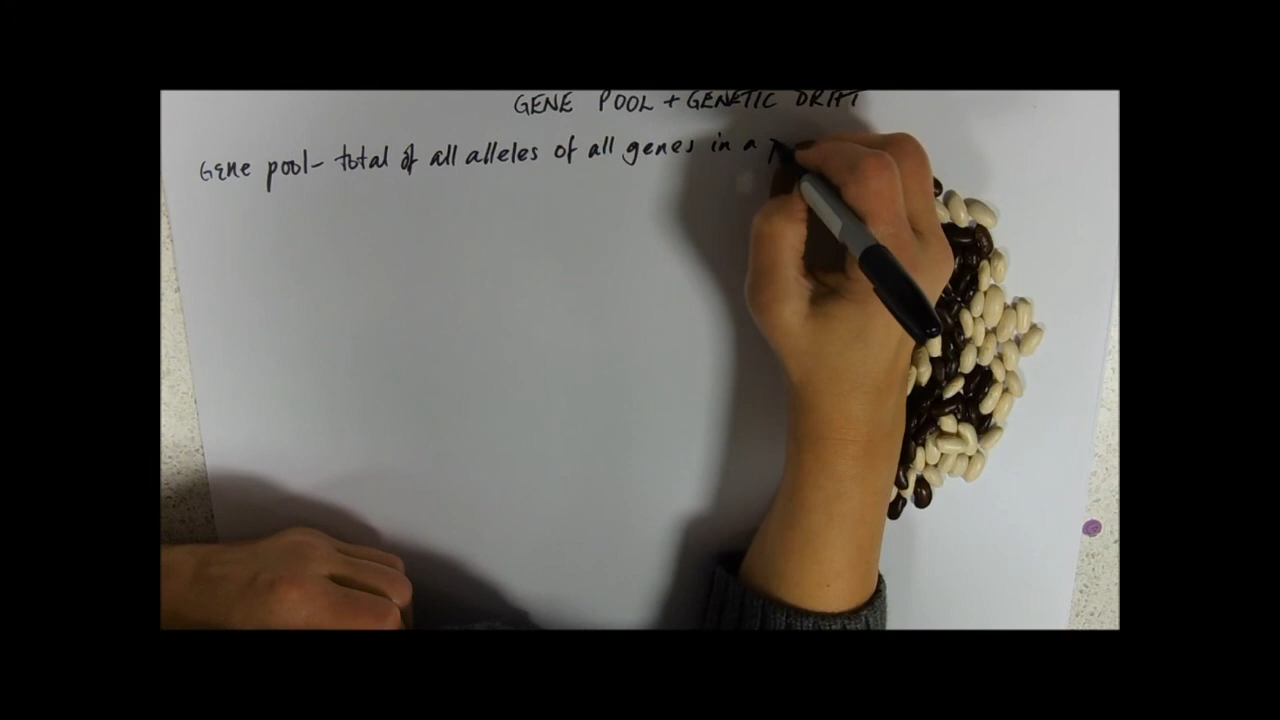 GENE POOL + GENETIC DRIFT
Gene pool - total of all alleles of all genes in a p